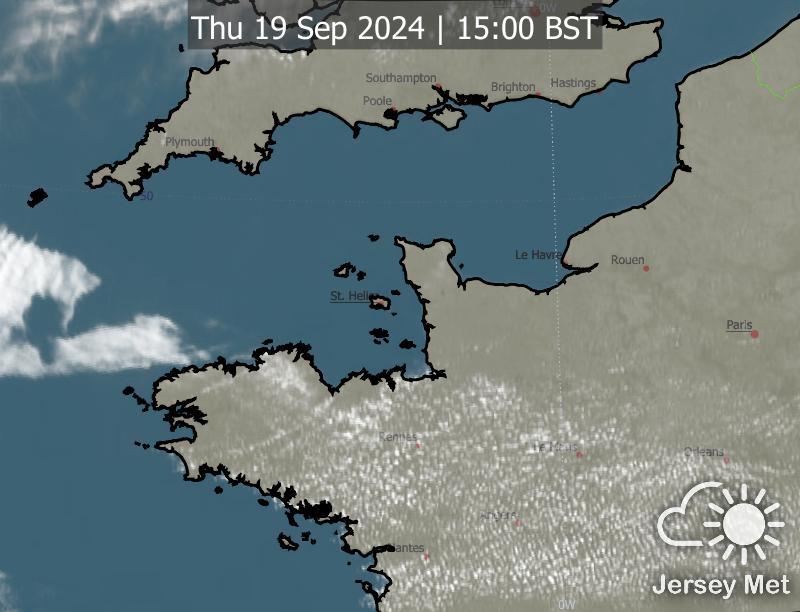 0W
Thu 19 Sep 2024 | 15:00 BST
Southampton
Brighton
Hastings
Poole
Plymouth
50
Le Havre
Rouen
St. Helier
Paris
Rennes
Le Mans
Orleans
Angers
Nantes
Jersey Met
0W